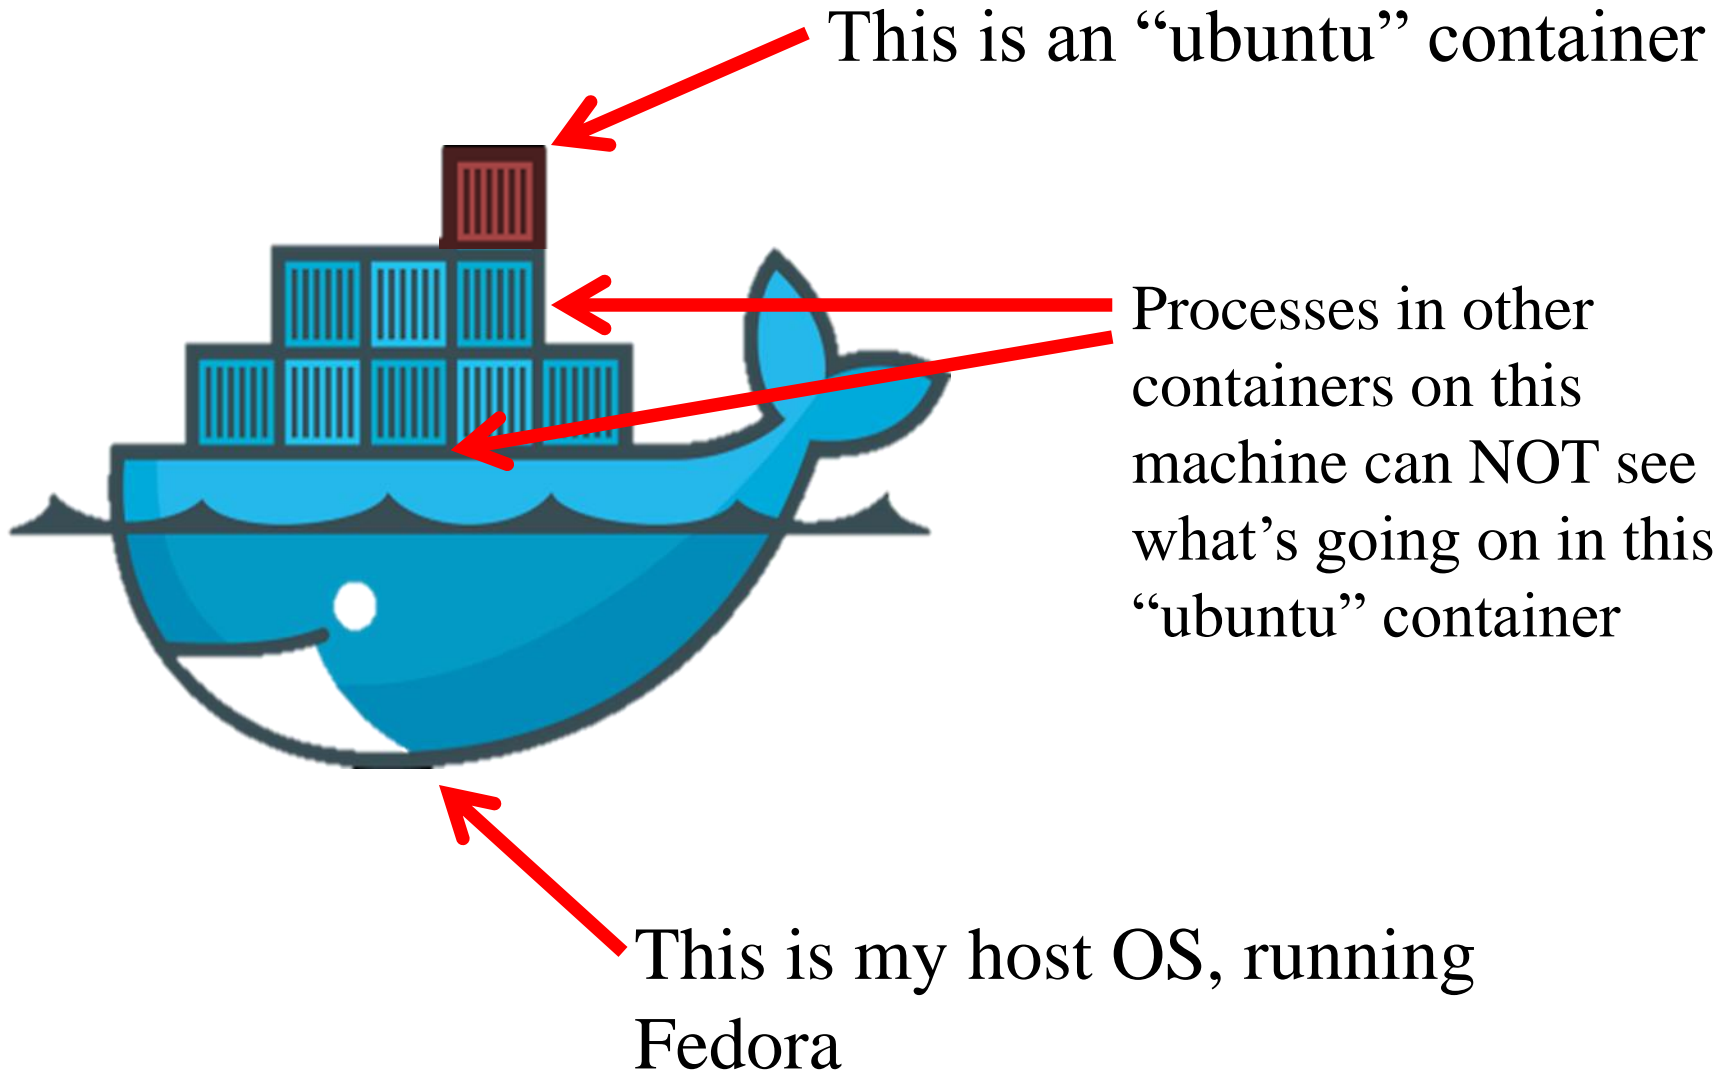 This is an “ubuntu” container
Processes in other
containers on this
machine can NOT see
what’s going on in this
“ubuntu” container
This is my host OS, running
Fedora